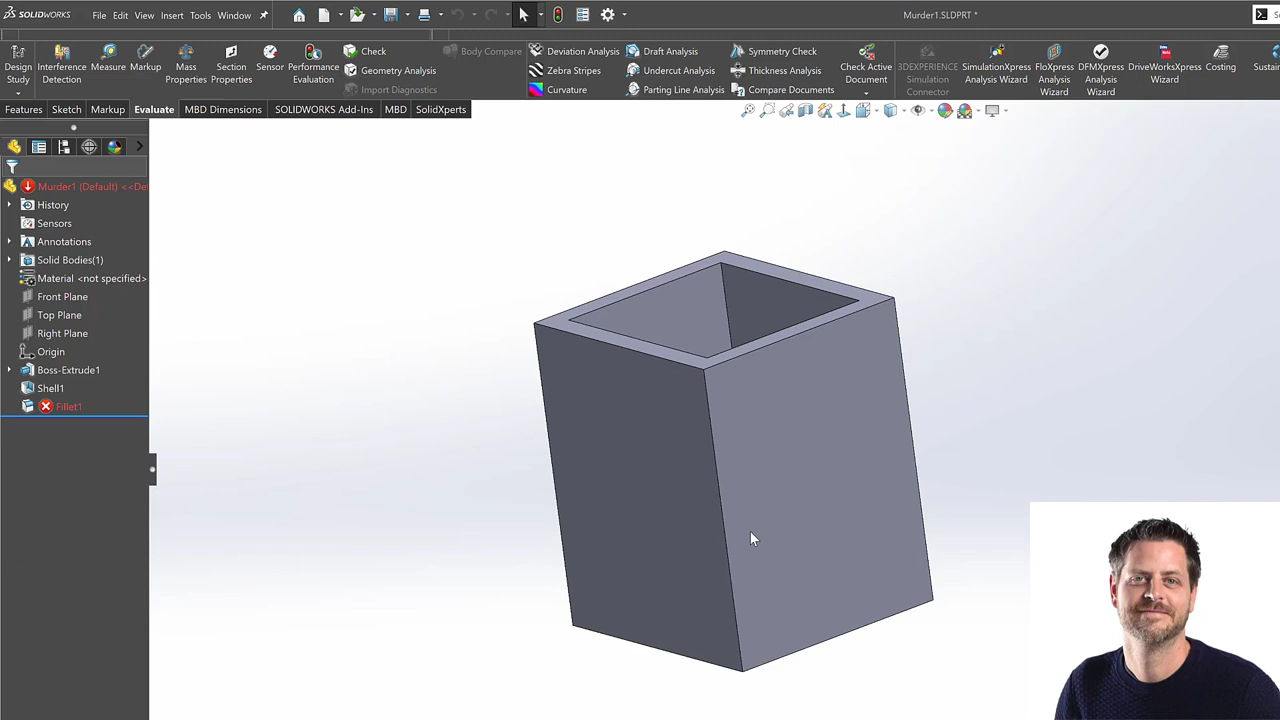 SOLIDWORKS File Edit View Insert Tools Window Murder1.SLDPRT *
Design Study
Interference Detection
Measure
Markup
Mass Properties
Section Properties
Sensor
Performance Evaluation
Check
Geometry Analysis
Import Diagnostics
Body Compare
Deviation Analysis
Zebra Stripes
Curvature
Draft Analysis
Undercut Analysis
Parting Line Analysis
Symmetry Check
Thickness Analysis
Compare Documents
Check Active Document
3DEXPERIENCE Simulation Connector
SimulationXpress Analysis Wizard
FloXpress Analysis Wizard
DFMXpress Analysis Wizard
DriveWorksXpress Wizard
Costing
Sustai
Features Sketch Markup Evaluate MBD Dimensions SOLIDWORKS Add-Ins MBD SolidXperts
Murder1 (Default) <<De
History
Sensors
Annotations
Solid Bodies(1)
Material <not specified>
Front Plane
Top Plane
Right Plane
Origin
Boss-Extrude1
Shell1
Fillet1